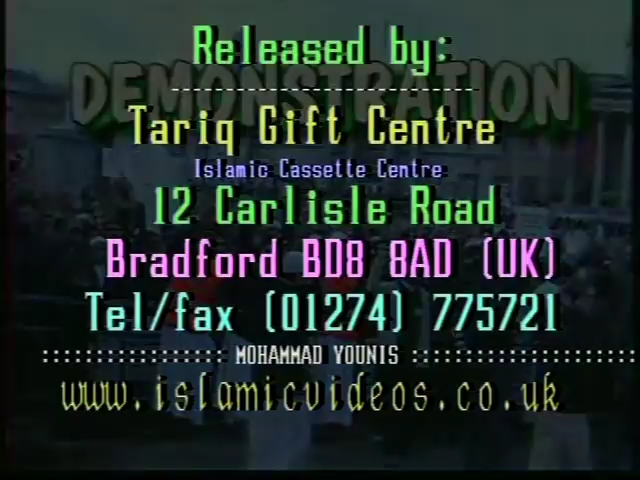 Released by:
DEMONSTRATION
---------------------------
Tariq Gift Centre
Islamic Cassette Centre
12 Carlisle Road
Bradford BD8 8AD (UK)
Tel/fax (01274) 775721
::::::::::::::::: MOHAMMAD YOUNIS ::::::::::::::::::
www.islamicvideos.co.uk